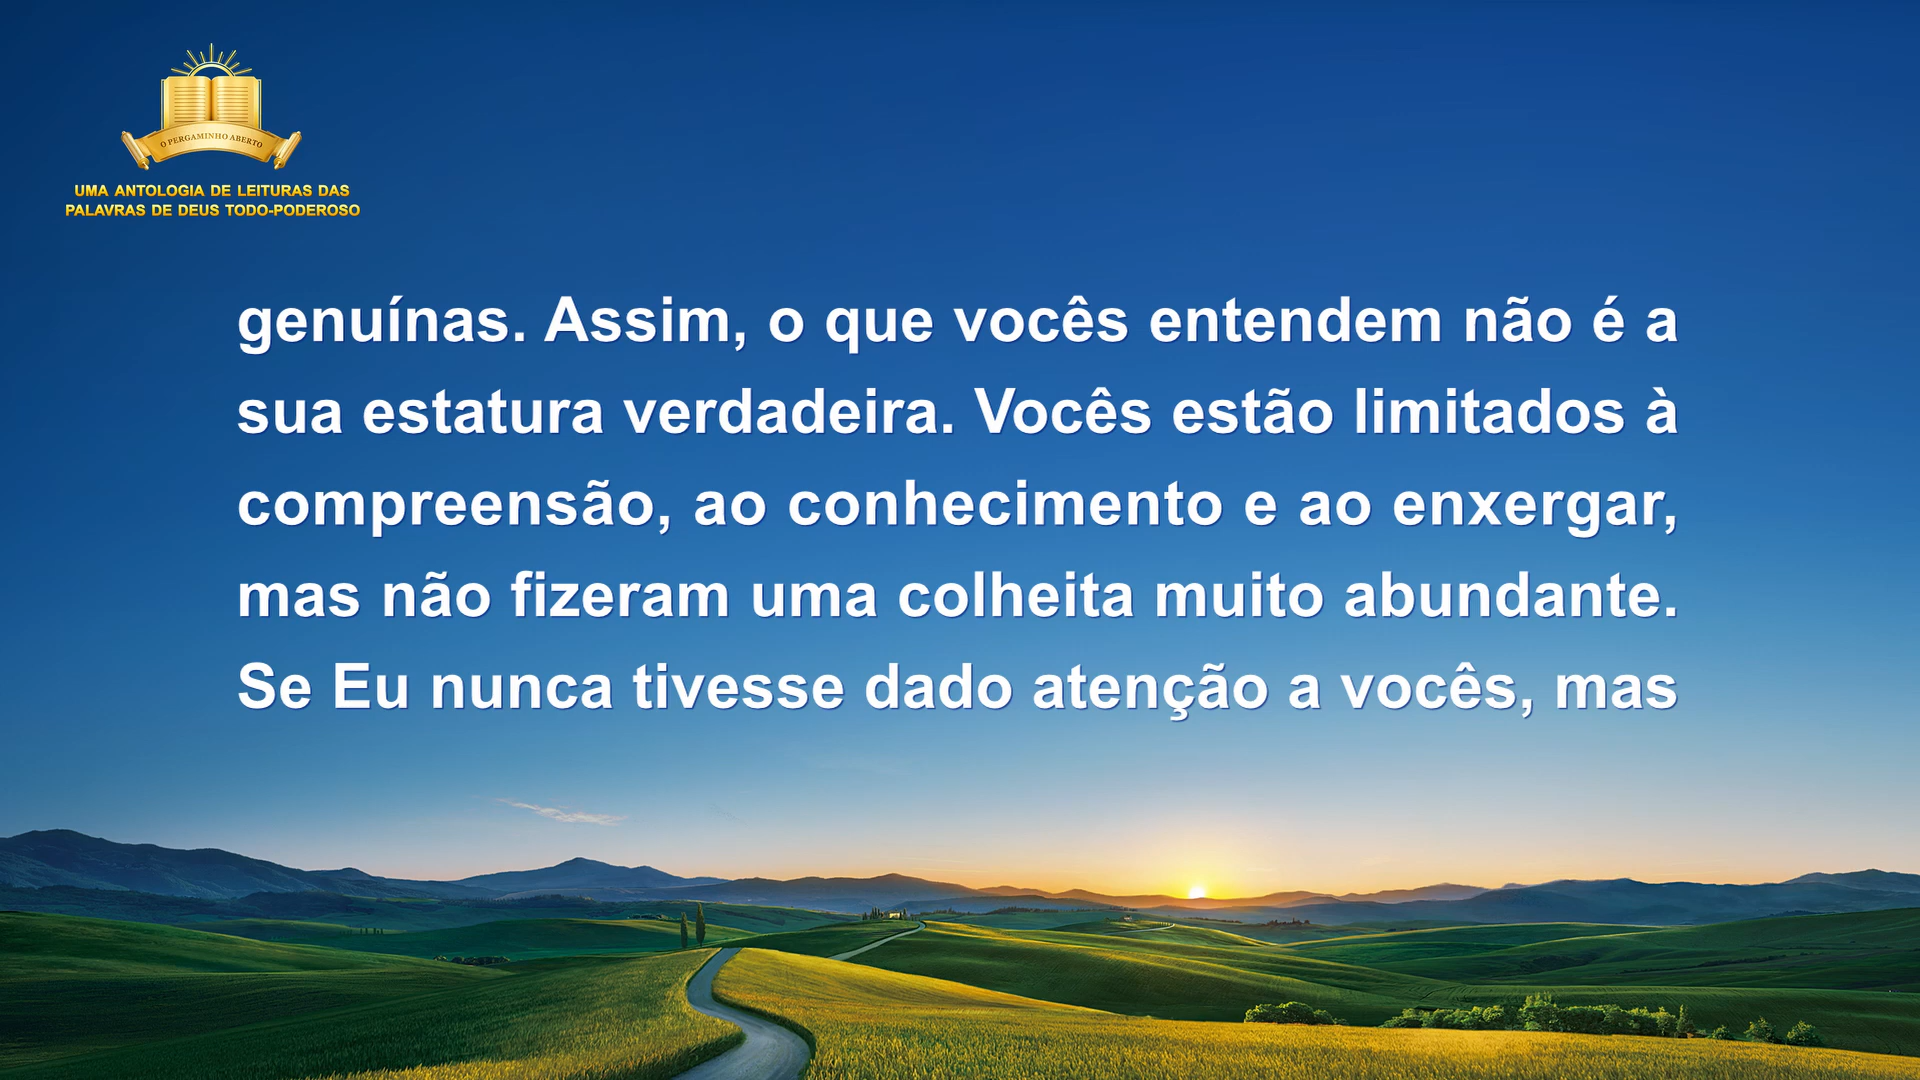 O PERGAMINHO ABERTO
UMA ANTOLOGIA DE LEITURAS DAS
PALAVRAS DE DEUS TODO-PODEROSO
genuínas. Assim, o que vocês entendem não é a
sua estatura verdadeira. Vocês estão limitados à
compreensão, ao conhecimento e ao enxergar,
mas não fizeram uma colheita muito abundante.
Se Eu nunca tivesse dado atenção a vocês, mas